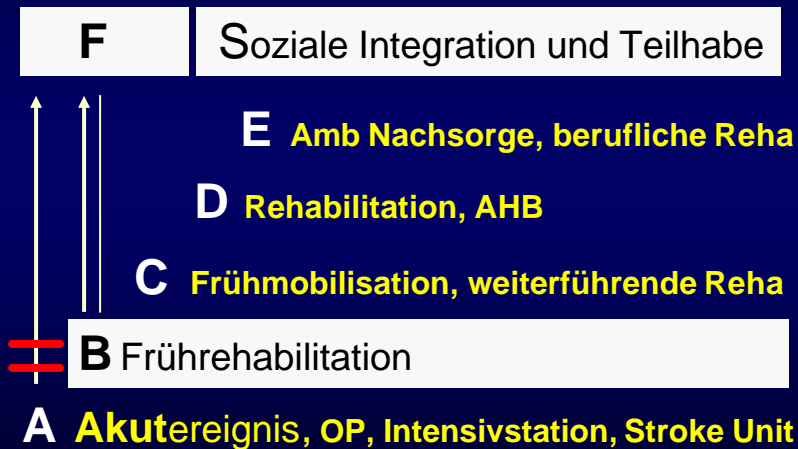 F Soziale Integration und Teilhabe
E Amb Nachsorge, berufliche Reha
D Rehabilitation, AHB
C Frühmobilisation, weiterführende Reha
B Frührehabilitation
A Akutereignis, OP, Intensivstation, Stroke Unit